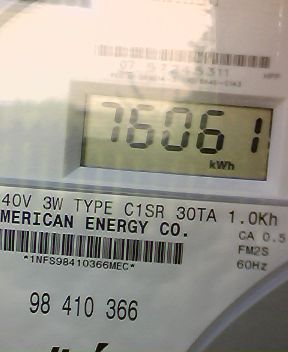 76061
kWh
40V 3W TYPE C1SR 30TA 1.0Kh
MERICAN ENERGY CO.
CA 0.5
FM2S
*1NFS98410366MEC*
60Hz
98 410 366